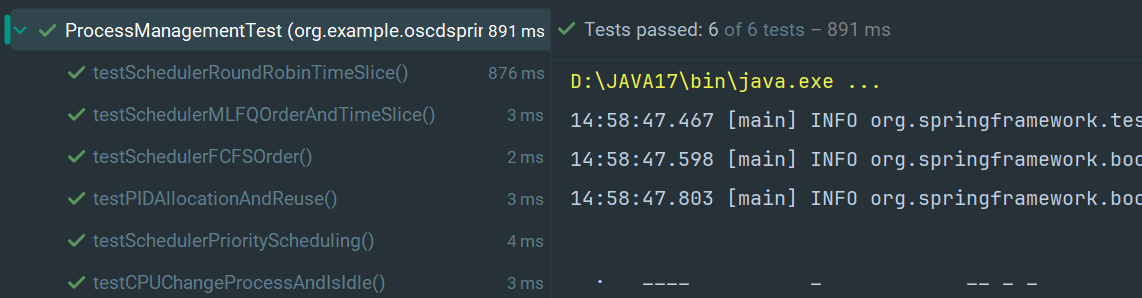 ProcessManagementTest (org.example.oscdsprin 891 ms
testSchedulerRoundRobinTimeSlice() 876 ms
testSchedulerMLFQOrderAndTimeSlice() 3 ms
testSchedulerFCFSOrder() 2 ms
testPIDAllocationAndReuse() 3 ms
testSchedulerPriorityScheduling() 4 ms
testCPUChangeProcessAndIsIdle() 3 ms
Tests passed: 6 of 6 tests – 891 ms
D:\JAVA17\bin\java.exe ...
14:58:47.467 [main] INFO org.springframework.tes
14:58:47.598 [main] INFO org.springframework.boo
14:58:47.803 [main] INFO org.springframework.boo
.   ____          _            __ _ _